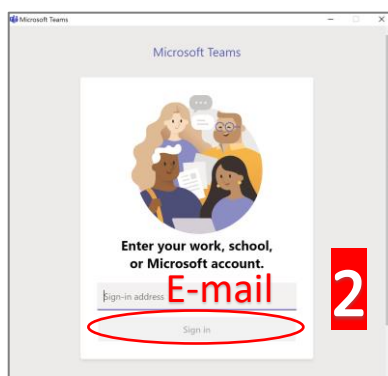 Microsoft Teams
Microsoft Teams
Enter your work, school,
or Microsoft account.
Sign-in address E-mail
2
Sign in